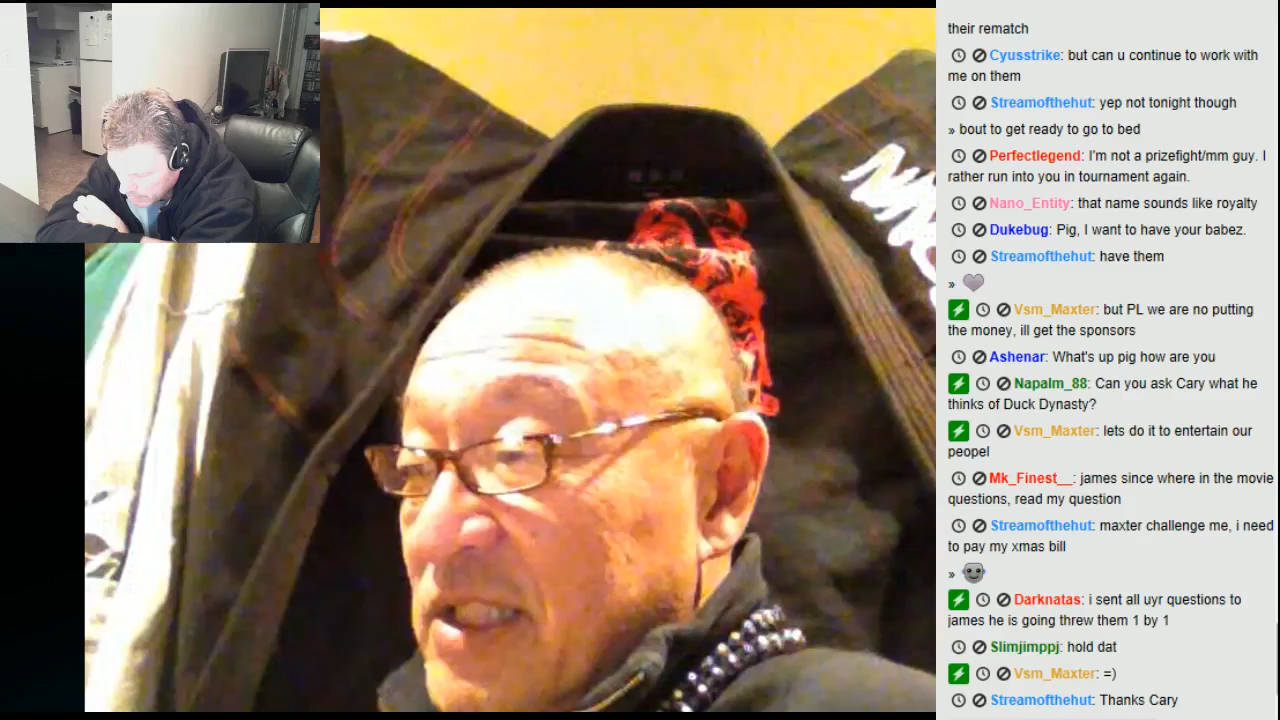 their rematch
Cyusstrike: but can u continue to work with
me on them
Streamofthehut: yep not tonight though
» bout to get ready to go to bed
Perfectlegend: I'm not a prizefight/mm guy. I
rather run into you in tournament again.
Nano_Entity: that name sounds like royalty
Dukebug: Pig, I want to have your babez.
Streamofthehut: have them
»
Vsm_Maxter: but PL we are no putting
the money, ill get the sponsors
Ashenar: What's up pig how are you
Napalm_88: Can you ask Cary what he
thinks of Duck Dynasty?
Vsm_Maxter: lets do it to entertain our
peopel
Mk_Finest__: james since where in the movie
questions, read my question
Streamofthehut: maxter challenge me, i need
to pay my xmas bill
»
Darknatas: i sent all uyr questions to
james he is going threw them 1 by 1
Slimjimppj: hold dat
Vsm_Maxter: =)
Streamofthehut: Thanks Cary